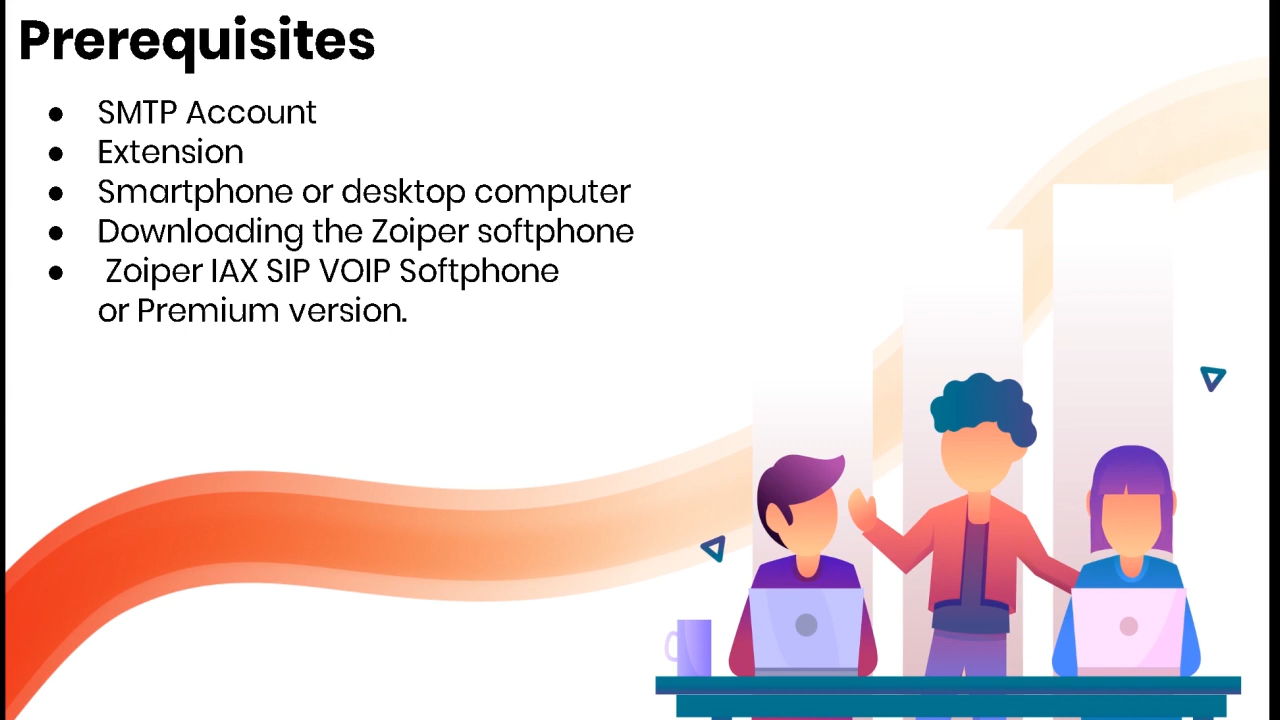 Prerequisites
● SMTP Account
● Extension
● Smartphone or desktop computer
● Downloading the Zoiper softphone
● Zoiper IAX SIP VOIP Softphone
or Premium version.